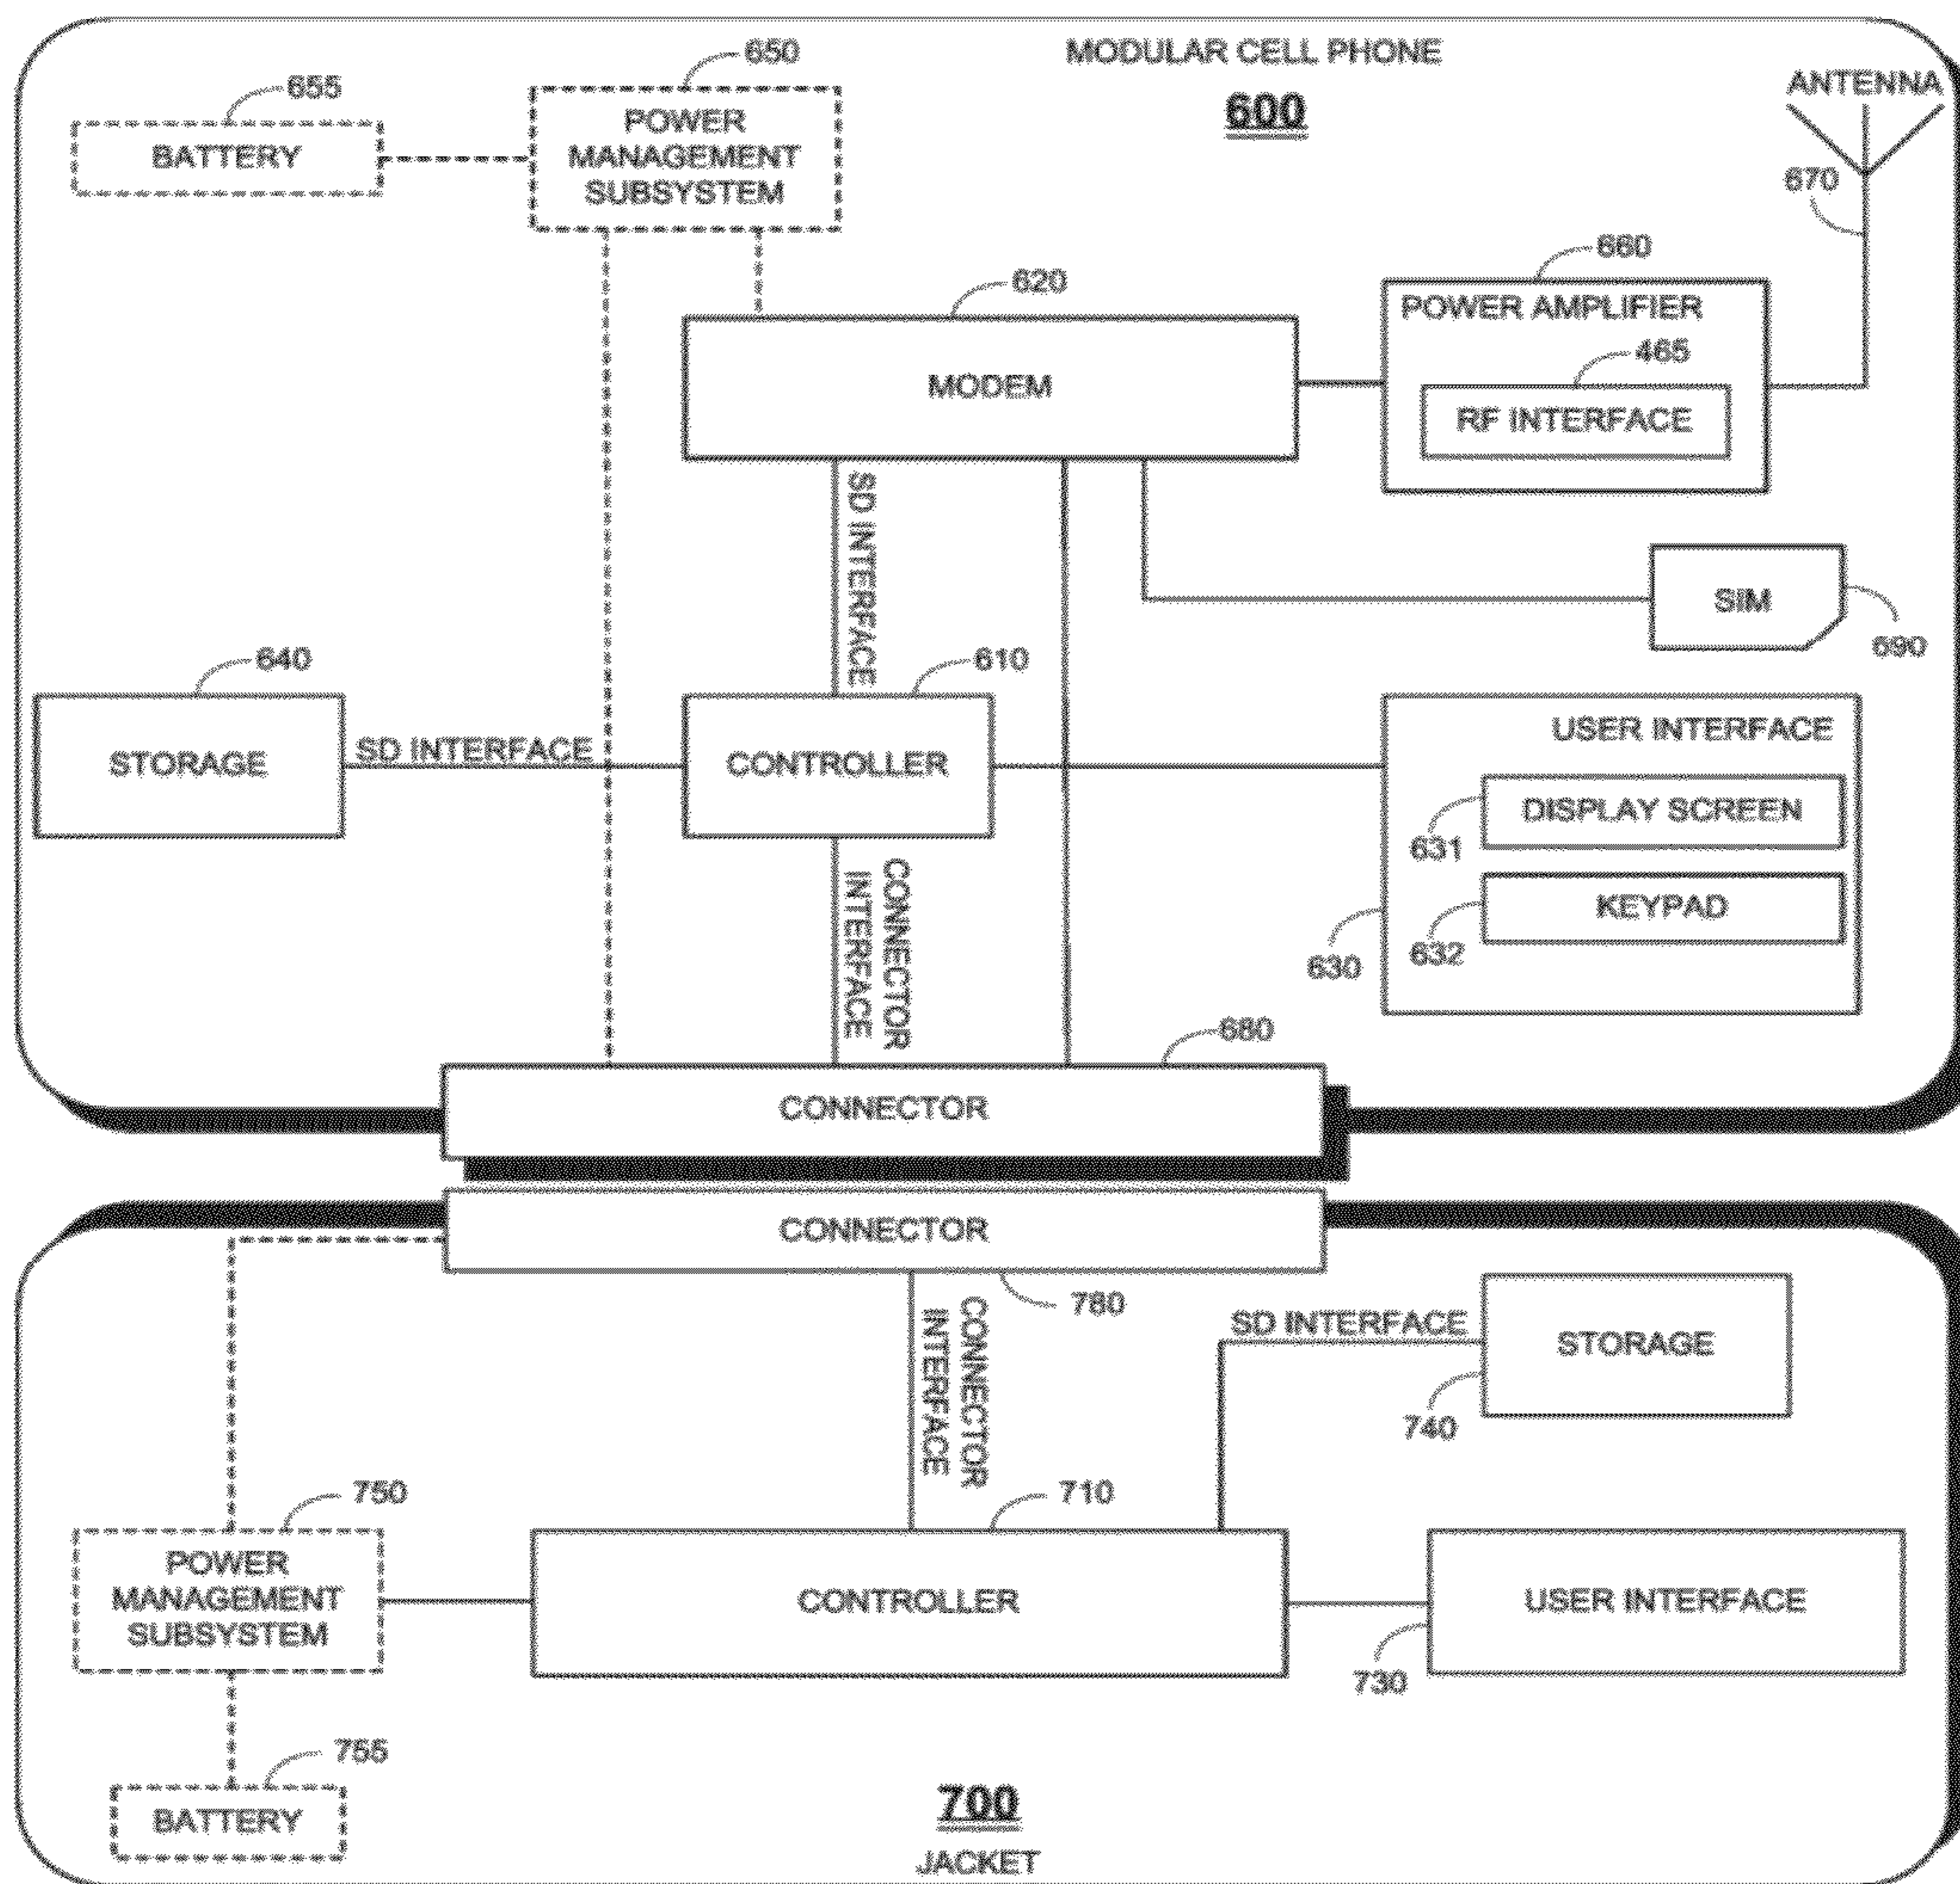 MODULAR CELL PHONE
600
650
655
BATTERY
POWER
MANAGEMENT
SUBSYSTEM
ANTENNA
670
620
MODEM
660
POWER AMPLIFIER
465
RF INTERFACE
SD INTERFACE
SIM
690
640
STORAGE
SD INTERFACE
610
CONTROLLER
USER INTERFACE
DISPLAY SCREEN
631
KEYPAD
632
630
CONNECTOR
INTERFACE
680
CONNECTOR
CONNECTOR
780
CONNECTOR
INTERFACE
SD INTERFACE
STORAGE
740
750
POWER
MANAGEMENT
SUBSYSTEM
710
CONTROLLER
USER INTERFACE
730
755
BATTERY
700
JACKET